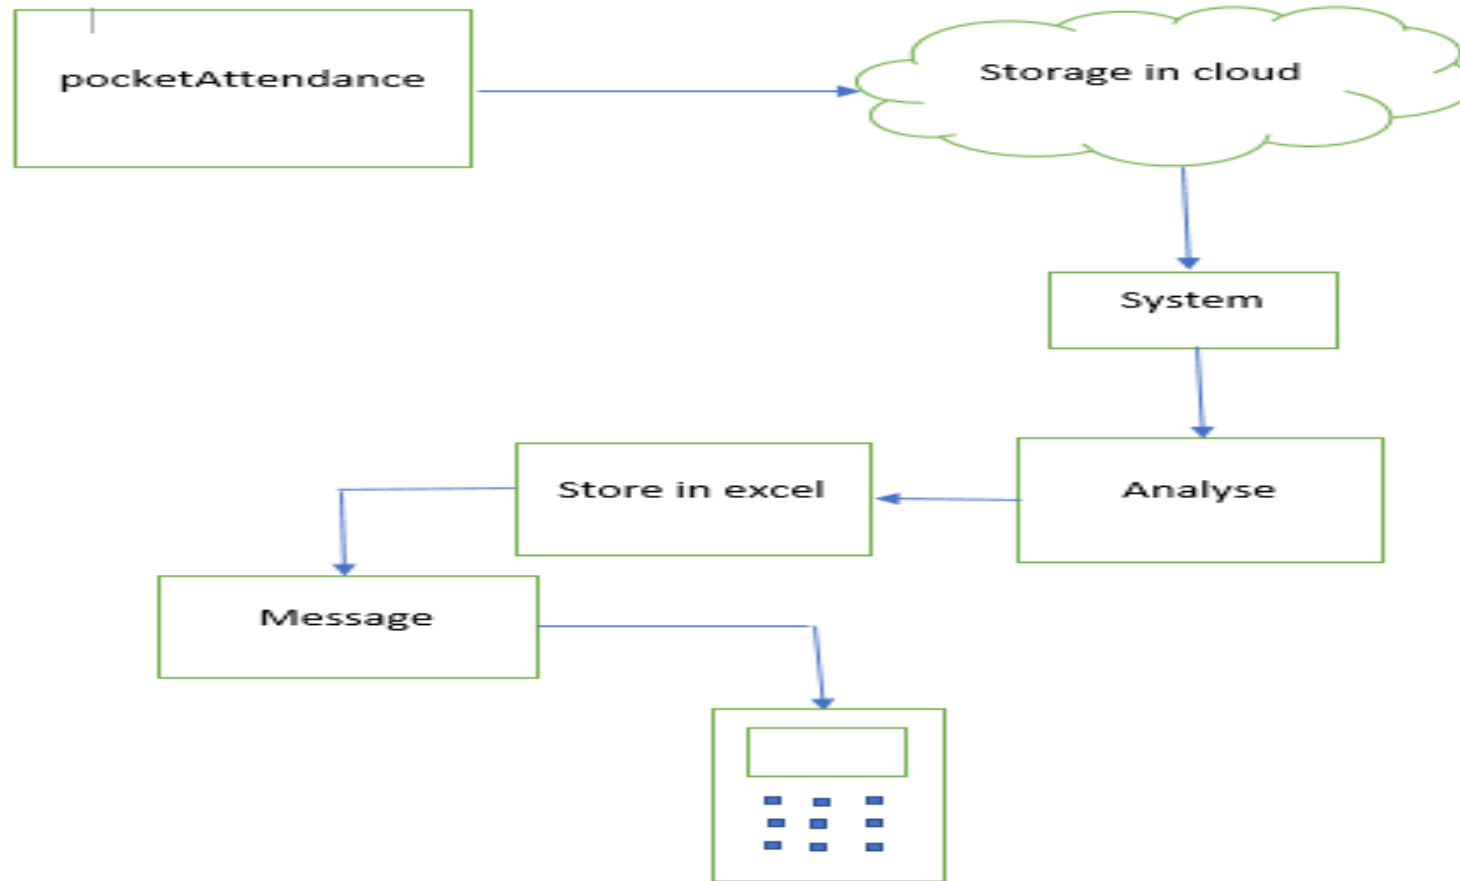 pocketAttendance
Storage in cloud
System
Analyse
Store in excel
Message